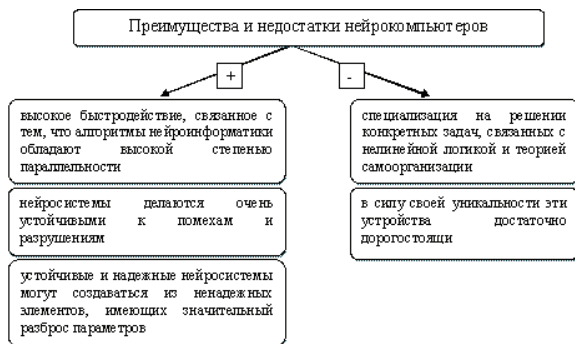 Преимущества и недостатки нейрокомпьютеров
+
-
высокое быстродействие, связанное с
тем, что алгоритмы нейроинформатики
обладают высокой степенью
параллельности
нейросистемы делаются очень
устойчивыми к помехам и
разрушениям
устойчивые и надежные нейросистемы
могут создаваться из ненадежных
элементов, имеющих значительный
разброс параметров
специализация на решении
конкретных задач, связанных с
нелинейной логикой и теорией
самоорганизации
в силу своей уникальности эти
устройства достаточно
дорогостоящи